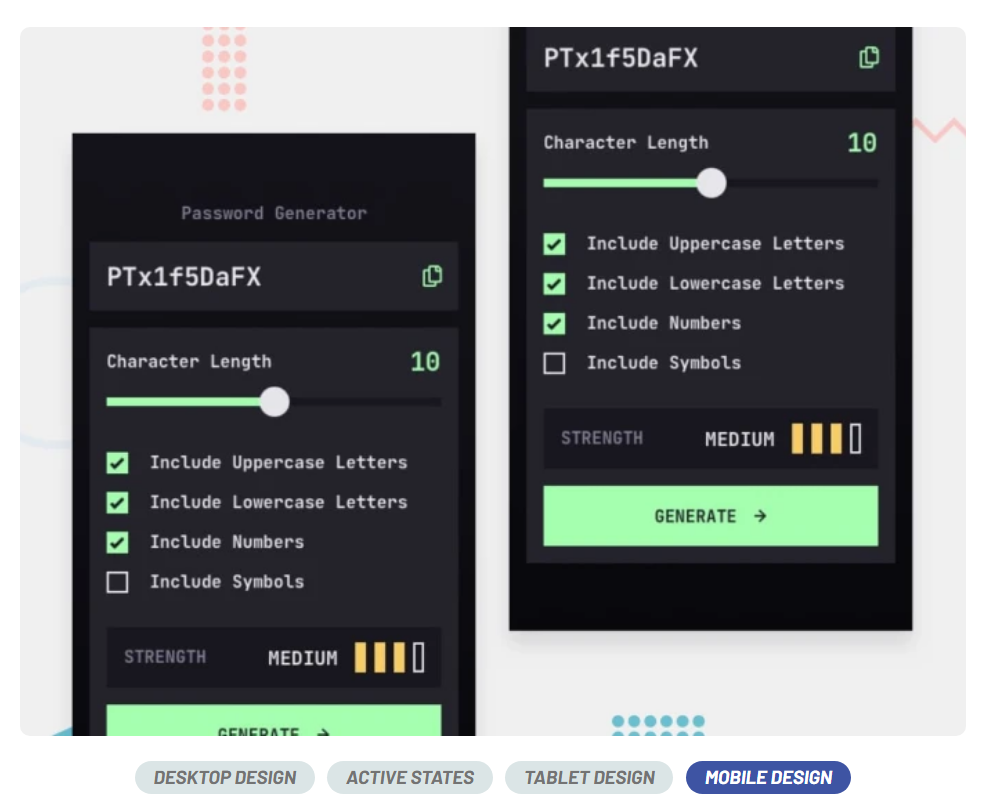 Password Generator
PTx1f5DaFX
Character Length 10
Include Uppercase Letters
Include Lowercase Letters
Include Numbers
Include Symbols
STRENGTH MEDIUM
GENERATE →
PTx1f5DaFX
Character Length 10
Include Uppercase Letters
Include Lowercase Letters
Include Numbers
Include Symbols
STRENGTH MEDIUM
GENERATE →
DESKTOP DESIGN
ACTIVE STATES
TABLET DESIGN
MOBILE DESIGN